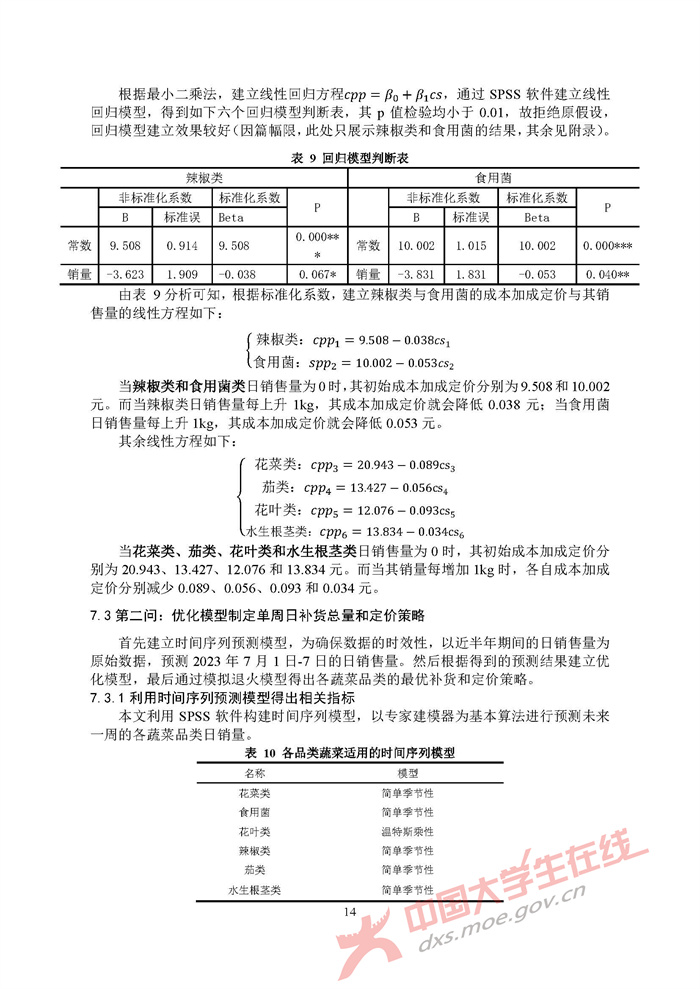 根据最小二乘法，建立线性回归方程cpp = β₀ + β₁cs，通过 SPSS 软件建立线性
回归模型，得到如下六个回归模型判断表，其 p 值检验均小于 0.01，故拒绝原假设，
回归模型建立效果较好（因篇幅限，此处只展示辣椒类和食用菌的结果，其余见附录）。
表 9 回归模型判断表
辣椒类 食用菌
非标准化系数 标准化系数 P 非标准化系数 标准化系数 P
B 标准误 Beta B 标准误 Beta
常数 9.508 0.914 9.508 0.000*** 常数 10.002 1.015 10.002 0.000***
销量 -3.623 1.909 -0.038 0.067* 销量 -3.831 1.831 -0.053 0.040**
由表 9 分析可知，根据标准化系数，建立辣椒类与食用菌的成本加成定价与其销
售量的线性方程如下：
辣椒类：cpp₁ = 9.508 − 0.038cs₁
食用菌：spp₂ = 10.002 − 0.053cs₂
当辣椒类和食用菌类日销售量为 0 时，其初始成本加成定价分别为 9.508 和 10.002
元。而当辣椒类日销售量每上升 1kg，其成本加成定价就会降低 0.038 元；当食用菌
日销售量每上升 1kg，其成本加成定价就会降低 0.053 元。
其余线性方程如下：
花菜类：cpp₃ = 20.943 − 0.089cs₃
茄类：cpp₄ = 13.427 − 0.056cs₄
花叶类：cpp₅ = 12.076 − 0.093cs₅
水生根茎类：cpp₆ = 13.834 − 0.034cs₆
当花菜类、茄类、花叶类和水生根茎类日销售量为 0 时，其初始成本加成定价分
别为 20.943、13.427、12.076 和 13.834 元。而当其销量每增加 1kg 时，各自成本加成
定价分别减少 0.089、0.056、0.093 和 0.034 元。
7.3 第二问：优化模型制定单周日补货总量和定价策略
首先建立时间序列预测模型，为确保数据的时效性，以近半年期间的日销售量为
原始数据，预测 2023 年 7 月 1 日-7 日的日销售量。然后根据得到的预测结果建立优
化模型，最后通过模拟退火模型得出各蔬菜品类的最优补货和定价策略。
7.3.1 利用时间序列预测模型得出相关指标
本文利用 SPSS 软件构建时间序列模型，以专家建模器为基本算法进行预测未来
一周的各蔬菜品类日销量。
表 10 各品类蔬菜适用的时间序列模型
名称 模型
花菜类 简单季节性
食用菌 简单季节性
花叶类 温特斯乘性
辣椒类 简单季节性
茄类 简单季节性
水生根茎类 简单季节性
14
中国大学生在线
dxs.moe.gov.cn